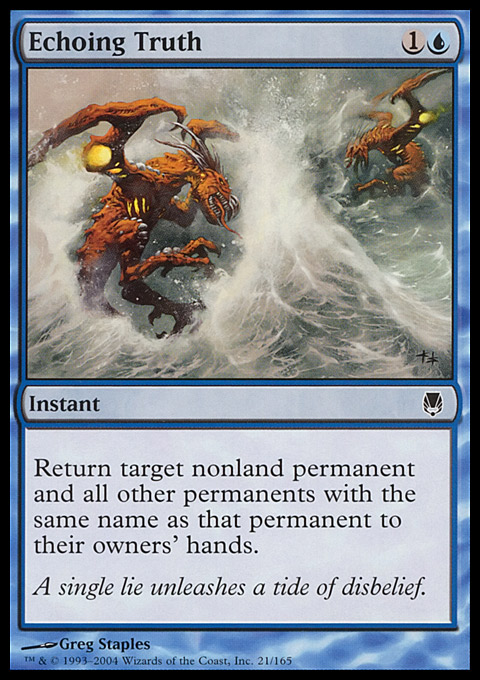 Echoing Truth 1
Instant
Return target nonland permanent
and all other permanents with the
same name as that permanent to
their owners' hands.
A single lie unleashes a tide of disbelief.
Greg Staples
™ & © 1993–2004 Wizards of the Coast, Inc. 21/165